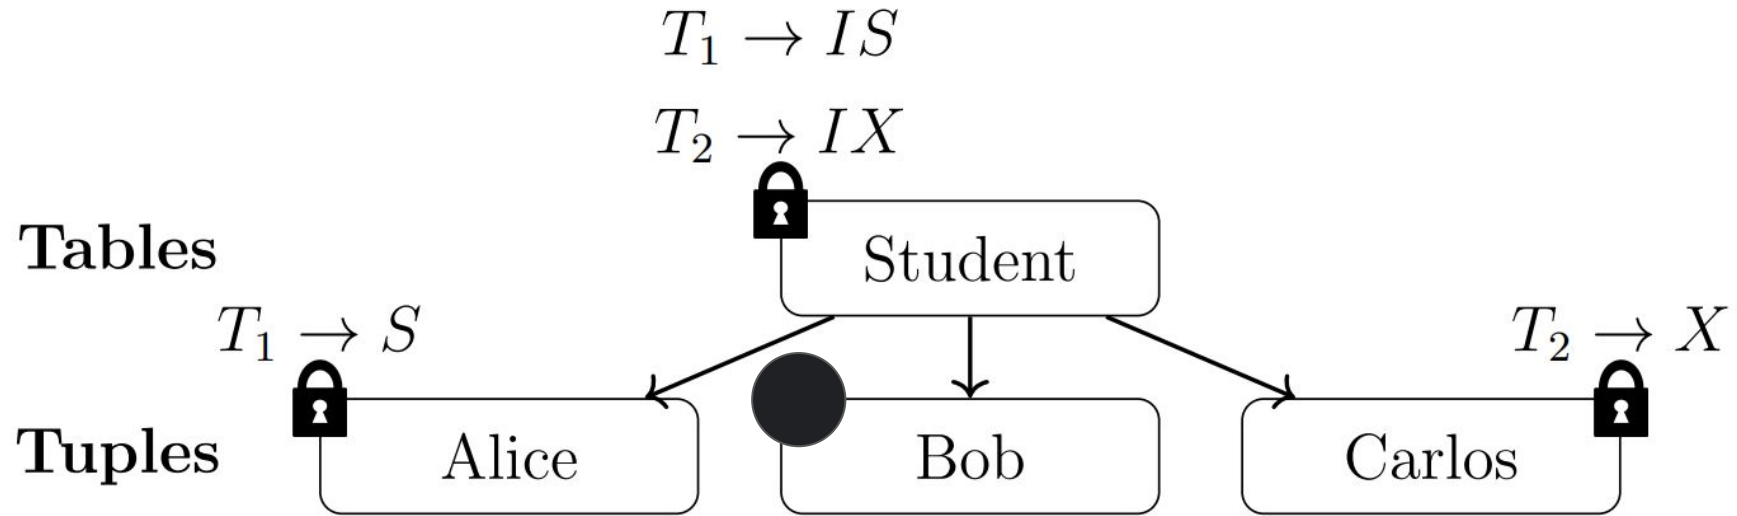 T₁ → IS
T₂ → IX
Tables
Student
T₁ → S
T₂ → X
Tuples
Alice
Bob
Carlos